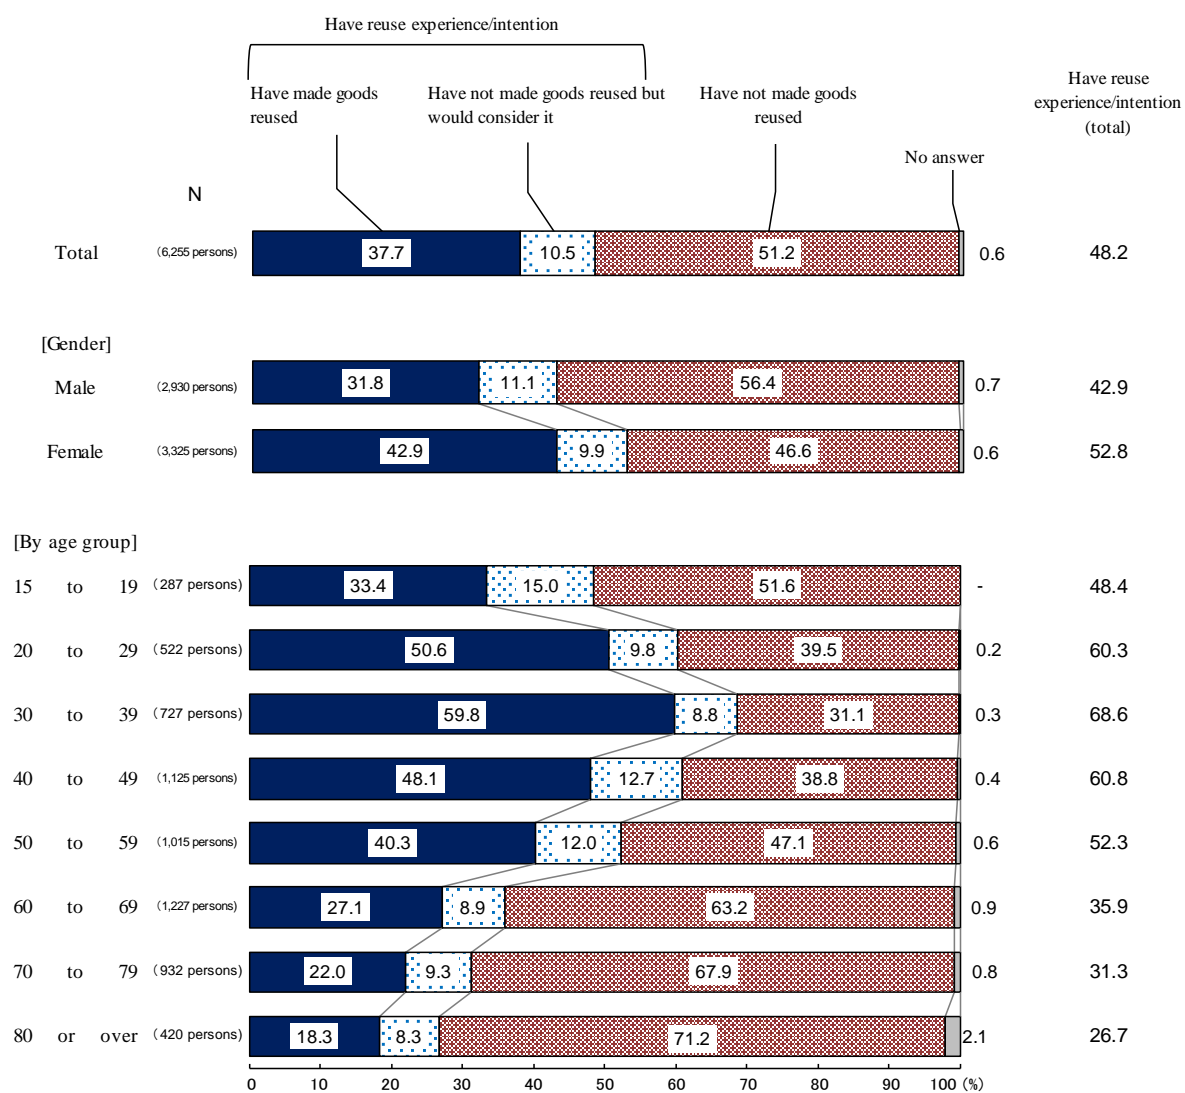 Have reuse experience/intention
Have made goods
reused
Have not made goods reused but
would consider it
Have not made goods
reused
No answer
Have reuse
experience/intention
(total)
N
Total (6,255 persons) 37.7 10.5 51.2 0.6 48.2
[Gender]
Male (2,930 persons) 31.8 11.1 56.4 0.7 42.9
Female (3,325 persons) 42.9 9.9 46.6 0.6 52.8
[By age group]
15 to 19 (287 persons) 33.4 15.0 51.6 - 48.4
20 to 29 (522 persons) 50.6 9.8 39.5 0.2 60.3
30 to 39 (727 persons) 59.8 8.8 31.1 0.3 68.6
40 to 49 (1,125 persons) 48.1 12.7 38.8 0.4 60.8
50 to 59 (1,015 persons) 40.3 12.0 47.1 0.6 52.3
60 to 69 (1,227 persons) 27.1 8.9 63.2 0.9 35.9
70 to 79 (932 persons) 22.0 9.3 67.9 0.8 31.3
80 or over (420 persons) 18.3 8.3 71.2 2.1 26.7
0 10 20 30 40 50 60 70 80 90 100 (%)